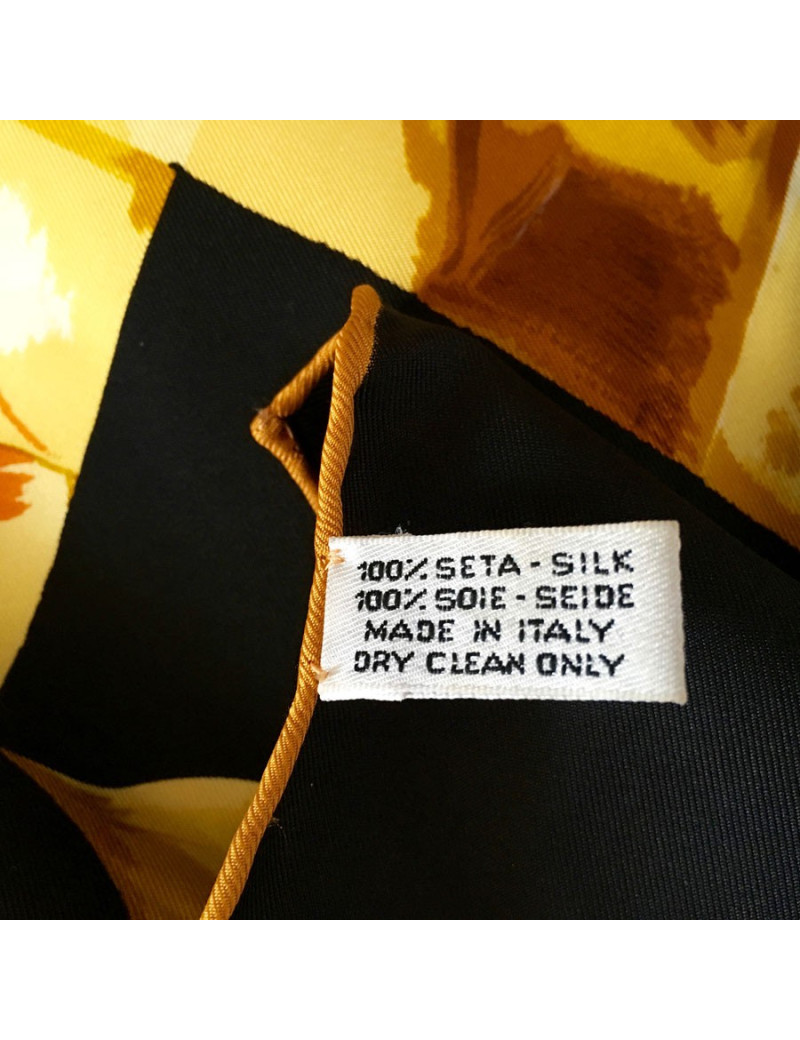 100% SETA - SILK
100% SOIE - SEIDE
MADE IN ITALY
DRY CLEAN ONLY